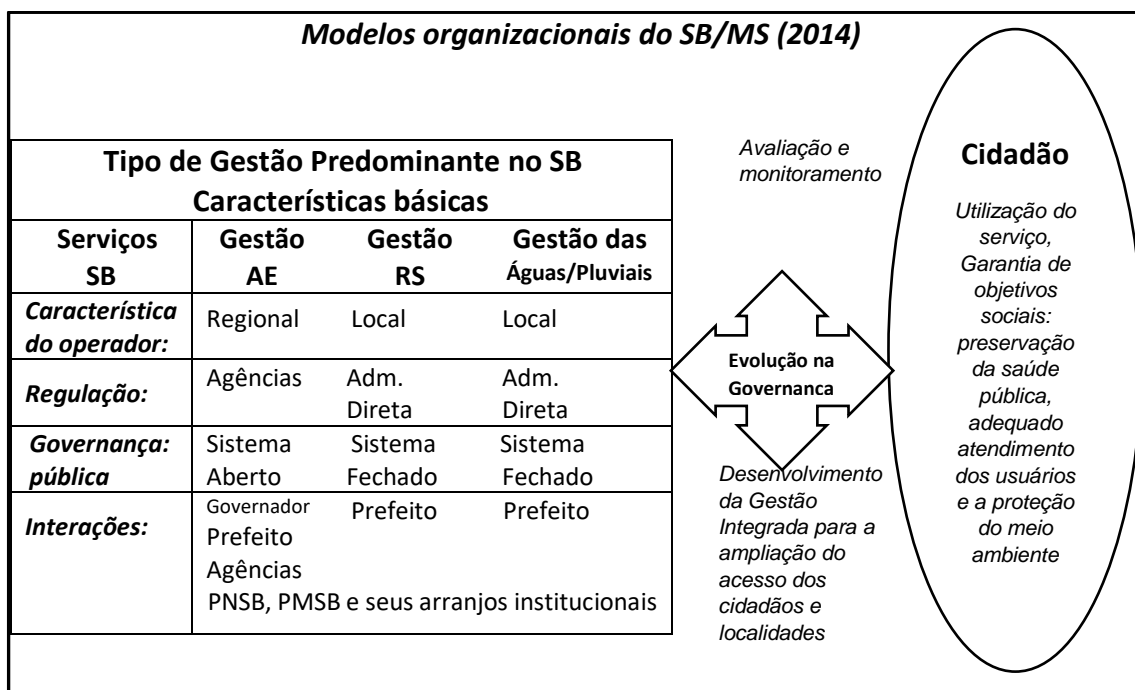 Modelos organizacionais do SB/MS (2014)
Tipo de Gestão Predominante no SB
Características básicas
Serviços SB
Gestão AE
Gestão RS
Gestão das Águas/Pluviais
Característica do operador:
Regional
Local
Local
Regulação:
Agências
Adm. Direta
Adm. Direta
Governança: pública
Sistema Aberto
Sistema Fechado
Sistema Fechado
Interações:
Governador
Prefeito
Agências
Prefeito
Prefeito
PNSB, PMSB e seus arranjos institucionais
Avaliação e
monitoramento
Evolução na
Governanca
Desenvolvimento
da Gestão
Integrada para a
ampliação do
acesso dos
cidadãos e
localidades
Cidadão
Utilização do
serviço,
Garantia de
objetivos
sociais:
preservação
da saúde
pública,
adequado
atendimento
dos usuários
e a proteção
do meio
ambiente